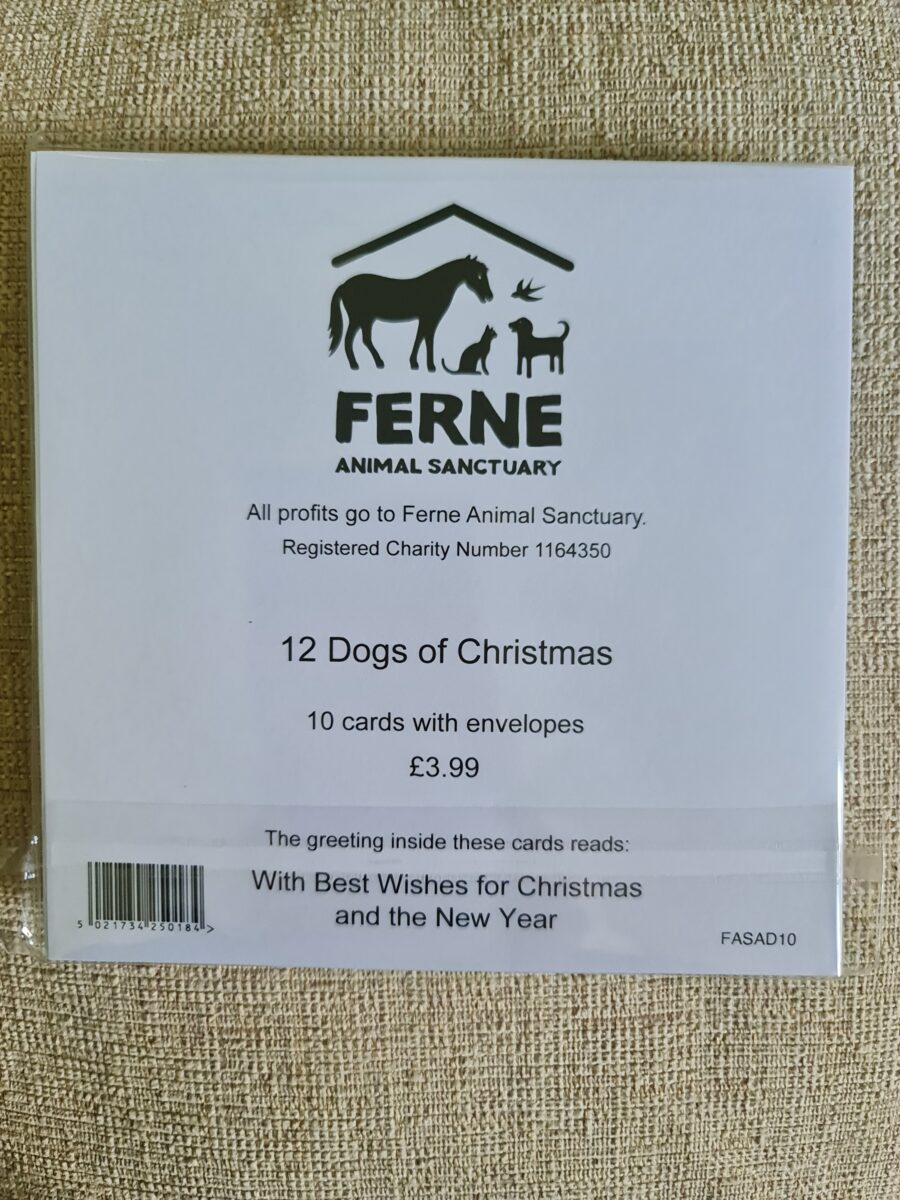 FERNE
ANIMAL SANCTUARY
All profits go to Ferne Animal Sanctuary.
Registered Charity Number 1164350
12 Dogs of Christmas
10 cards with envelopes
£3.99
The greeting inside these cards reads:
With Best Wishes for Christmas
and the New Year
5 021734 250184 >
FASAD10